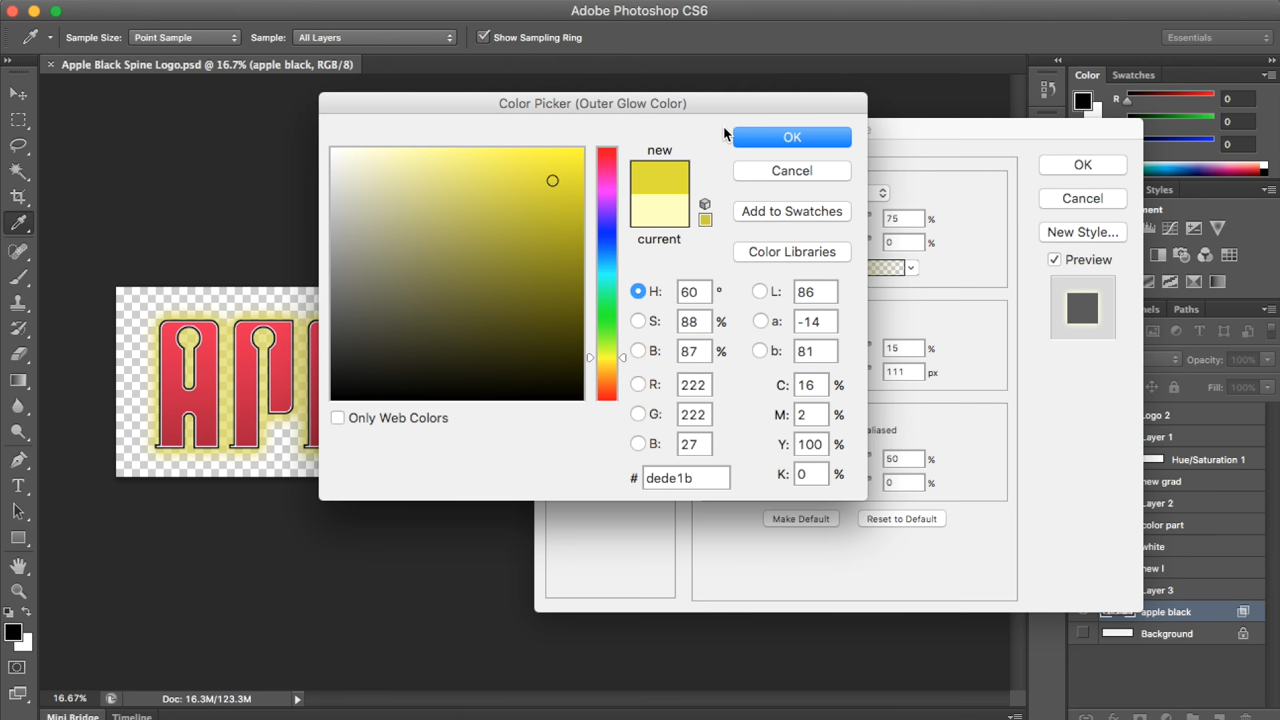 Adobe Photoshop CS6
Sample Size: Point Sample Sample: All Layers Show Sampling Ring Essentials
× Apple Black Spine Logo.psd @ 16.7% (apple black, RGB/8)
Color Swatches
Color Picker (Outer Glow Color)
R 0
0
0
new
current
OK
Cancel
Add to Swatches
Color Libraries
H: 60 °
S: 88 %
B: 87 %
R: 222
G: 222
B: 27
# dede1b
L: 86
a: -14
b: 81
C: 16 %
M: 2 %
Y: 100 %
K: 0 %
Only Web Colors
75 %
0 %
15 %
111 px
aliased
50 %
0 %
Make Default Reset to Default
OK
Cancel
New Style...
Preview
Styles
ment
nels Paths
Opacity: 100%
Fill: 100%
Logo 2
Layer 1
Hue/Saturation 1
new grad
Layer 2
color part
white
new l
Layer 3
apple black
Background
AP
T
16.67% Doc: 16.3M/123.3M
Mini Bridge Timeline